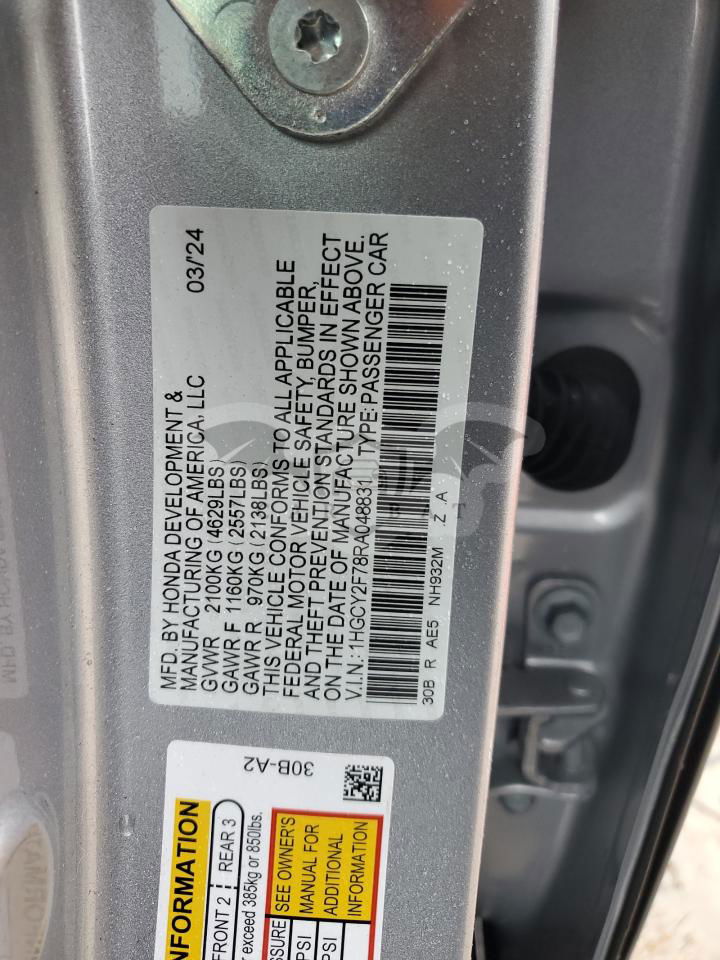 MFD. BY HONDA DEVELOPMENT &
MANUFACTURING OF AMERICA, LLC 03/'24
GVWR 2100KG (4629LBS)
GAWR F 1160KG (2557LBS)
GAWR R 970KG (2138LBS)
THIS VEHICLE CONFORMS TO ALL APPLICABLE
FEDERAL MOTOR VEHICLE SAFETY, BUMPER,
AND THEFT PREVENTION STANDARDS IN EFFECT
ON THE DATE OF MANUFACTURE SHOWN ABOVE.
V.I.N.: 1HGCY2F78RA048831 TYPE: PASSENGER CAR
30B R AE5 NH932M . Z . A
30B-A2
FORMATION
FRONT 2 REAR 3
exceed 385kg or 850lbs.
SEE OWNER'S
MANUAL FOR
ADDITIONAL
INFORMATION
PSI
PSI